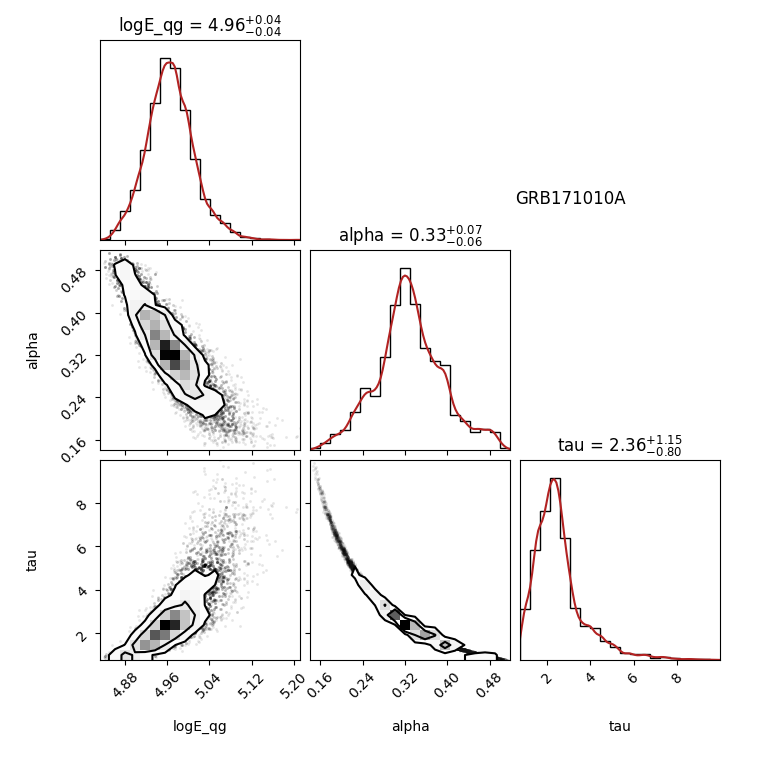 logE_qg = 4.96+0.04−0.04
GRB171010A
alpha = 0.33+0.07−0.06
0.48
0.40
0.32
0.24
0.16
alpha
tau = 2.36+1.15−0.80
8
6
4
2
tau
4.88 4.96 5.04 5.12 5.20
0.16 0.24 0.32 0.40 0.48
2 4 6 8
logE_qg alpha tau